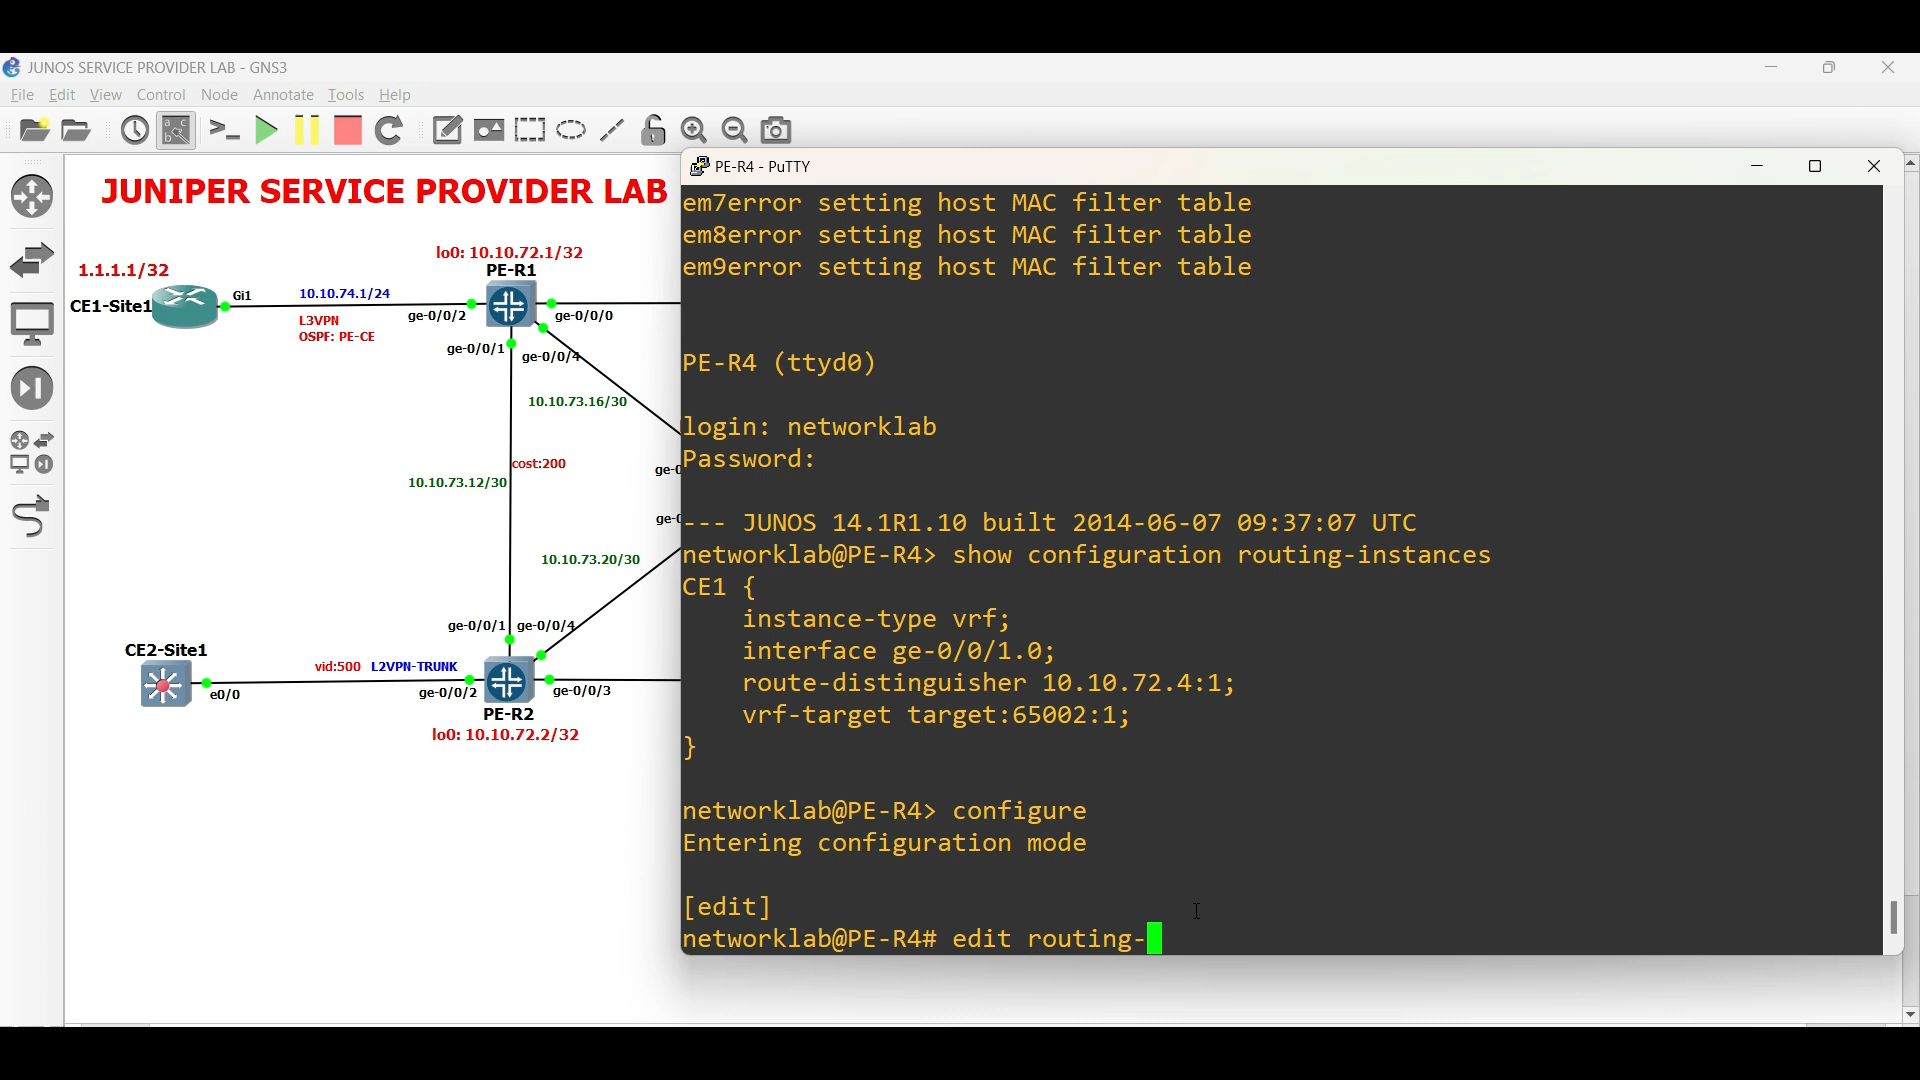 JUNOS SERVICE PROVIDER LAB - GNS3
File Edit View Control Node Annotate Tools Help
JUNIPER SERVICE PROVIDER LAB
PE-R4 - PuTTY
em7error setting host MAC filter table
em8error setting host MAC filter table
em9error setting host MAC filter table
PE-R4 (ttyd0)
login: networklab
Password:
--- JUNOS 14.1R1.10 built 2014-06-07 09:37:07 UTC
networklab@PE-R4> show configuration routing-instances
CE1 {
instance-type vrf;
interface ge-0/0/1.0;
route-distinguisher 10.10.72.4:1;
vrf-target target:65002:1;
}
networklab@PE-R4> configure
Entering configuration mode
[edit]
networklab@PE-R4# edit routing-
lo0: 10.10.72.1/32
PE-R1
1.1.1.1/32
CE1-Site1
Gi1
10.10.74.1/24
L3VPN
OSPF: PE-CE
ge-0/0/2
ge-0/0/0
ge-0/0/1
ge-0/0/4
10.10.73.16/30
cost:200
10.10.73.12/30
ge-0
ge-0
10.10.73.20/30
ge-0/0/1
ge-0/0/4
CE2-Site1
vid:500
L2VPN-TRUNK
e0/0
ge-0/0/2
ge-0/0/3
PE-R2
lo0: 10.10.72.2/32